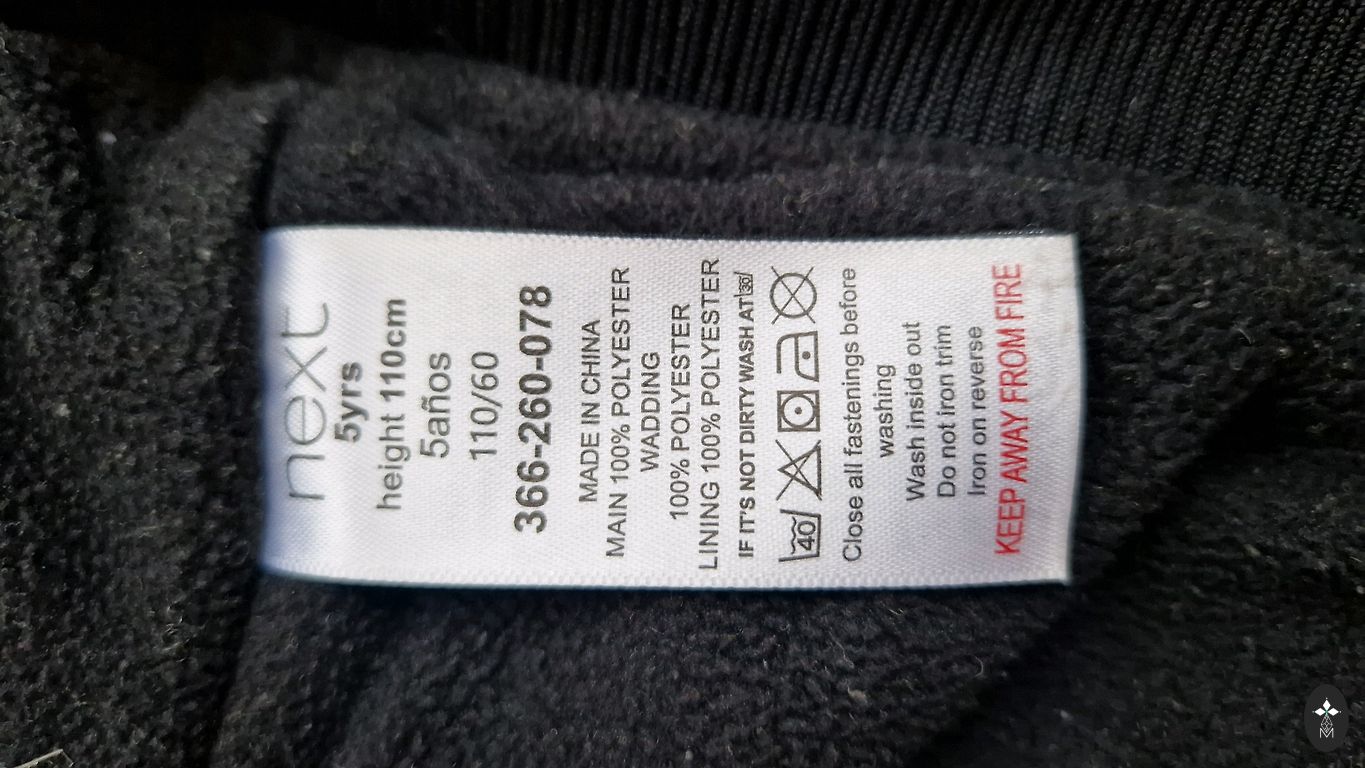 next
5yrs
height 110cm
5años
110/60
366-260-078
MADE IN CHINA
MAIN 100% POLYESTER
WADDING
100% POLYESTER
LINING 100% POLYESTER
IF IT'S NOT DIRTY WASH AT 30
40
Close all fastenings before
washing
Wash inside out
Do not iron trim
Iron on reverse
KEEP AWAY FROM FIRE
M